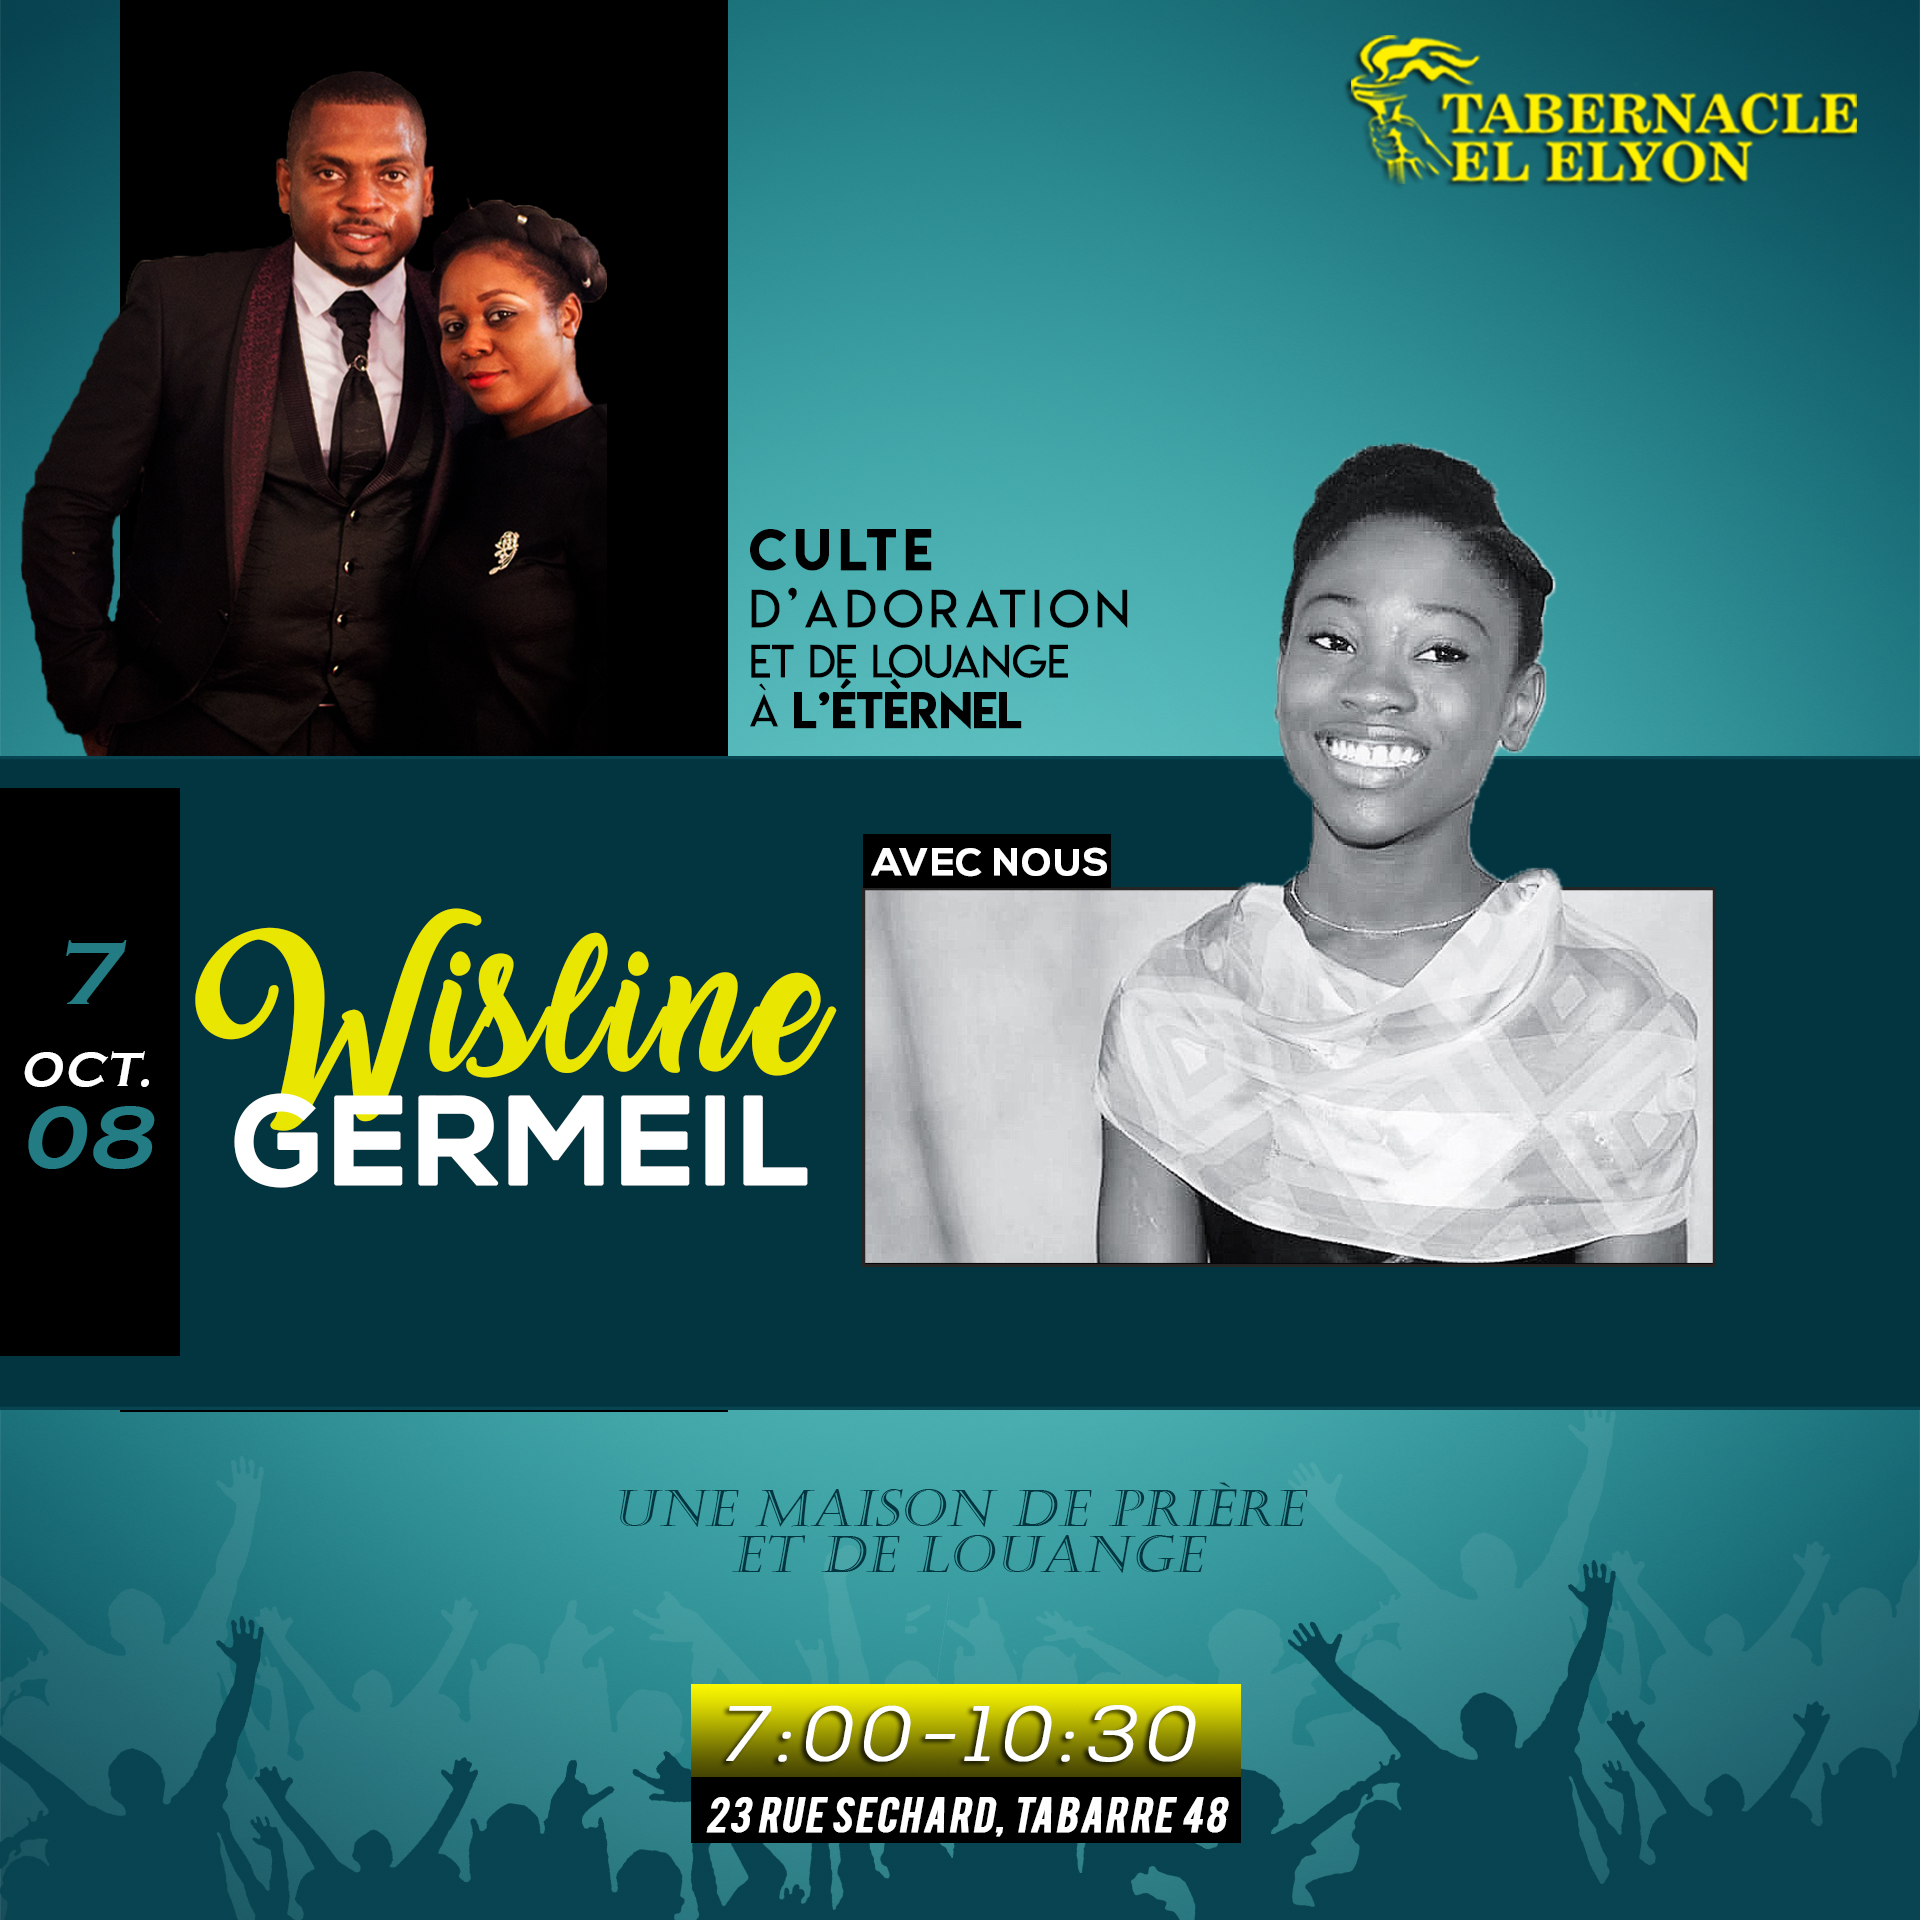 TABERNACLE
EL ELYON
CULTE
D'ADORATION
ET DE LOUANGE
À L'ÉTÈRNEL
AVEC NOUS
7
OCT.
08
Wisline
GERMEIL
UNE MAISON DE PRIÈRE
ET DE LOUANGE
7:00-10:30
23 RUE SECHARD, TABARRE 48